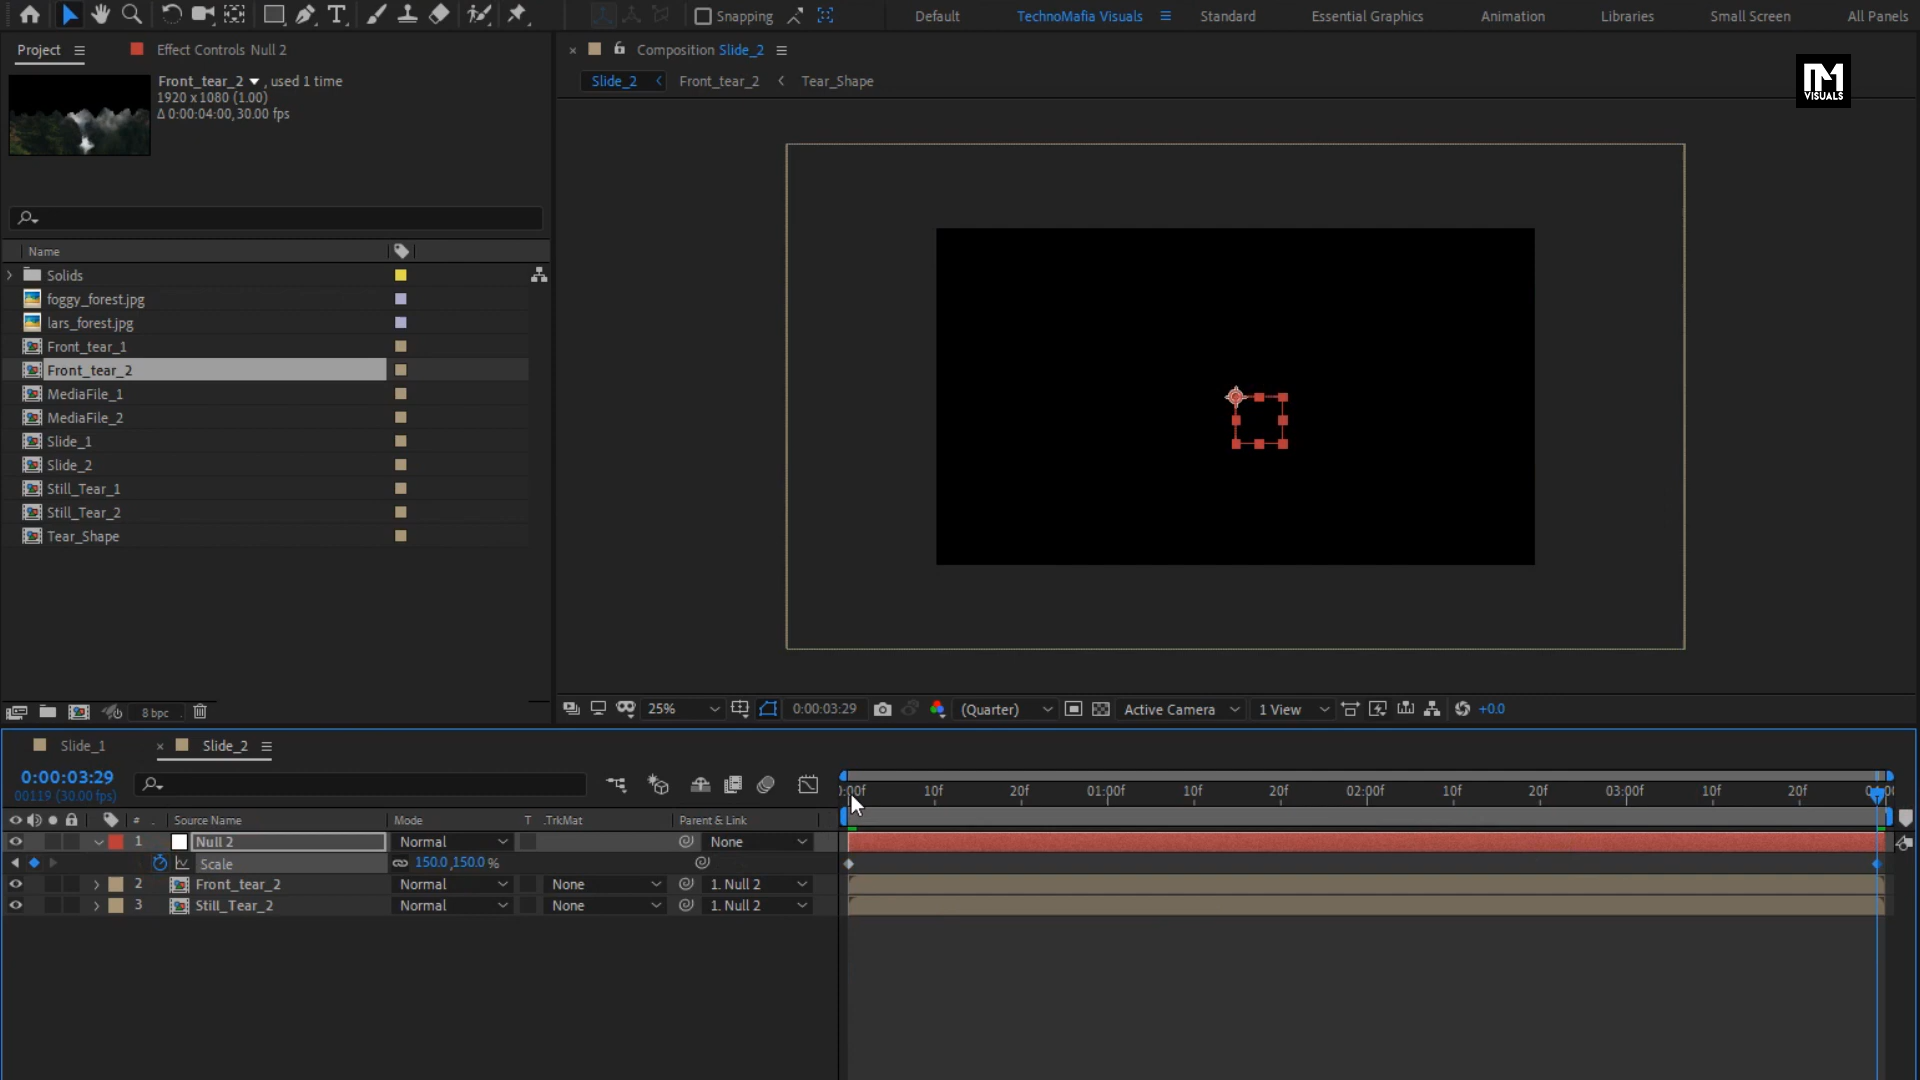 Snapping
Default
TechnoMafia Visuals
Standard
Essential Graphics
Animation
Libraries
Small Screen
All Panels
Project
Effect Controls Null 2
Composition Slide_2
Front_tear_2 , used 1 time
1920 x 1080 (1.00)
Δ 0:00:04:00, 30.00 fps
Slide_2
Front_tear_2
Tear_Shape
VISUALS
Name
Solids
foggy_forest.jpg
lars_forest.jpg
Front_tear_1
Front_tear_2
MediaFile_1
MediaFile_2
Slide_1
Slide_2
Still_Tear_1
Still_Tear_2
Tear_Shape
8 bpc
25%
0:00:03:29
(Quarter)
Active Camera
1 View
+0.0
Slide_1
Slide_2
0:00:03:29
00119 (30.00 fps)
:00f 10f 20f 01:00f 10f 20f 02:00f 10f 20f 03:00f 10f 20f
# Source Name Mode T .TrkMat Parent & Link
1 Null 2 Normal None
Scale 150.0,150.0 %
2 Front_tear_2 Normal None 1. Null 2
3 Still_Tear_2 Normal None 1. Null 2